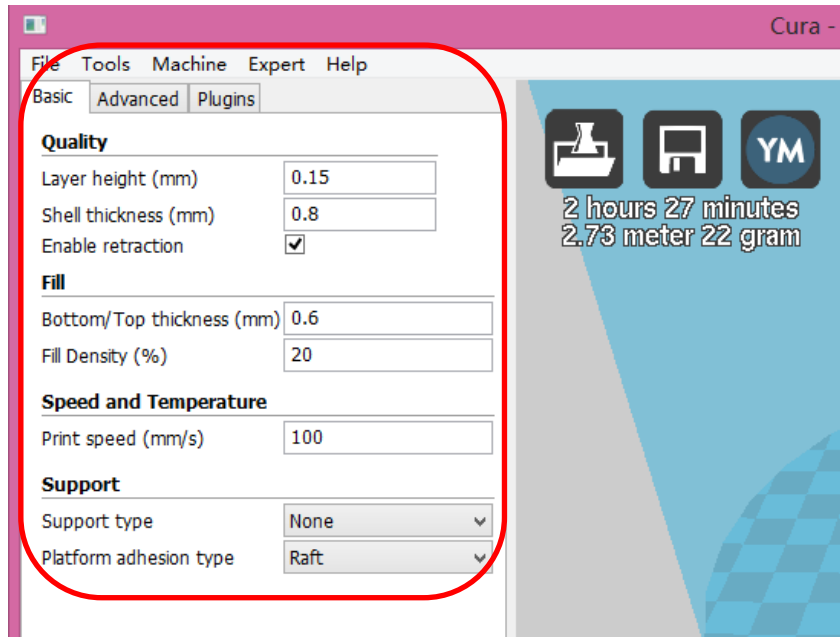 Cura -
File Tools Machine Expert Help
Basic Advanced Plugins
Quality
Layer height (mm) 0.15
Shell thickness (mm) 0.8
Enable retraction
Fill
Bottom/Top thickness (mm) 0.6
Fill Density (%) 20
Speed and Temperature
Print speed (mm/s) 100
Support
Support type None
Platform adhesion type Raft
YM
2 hours 27 minutes
2.73 meter 22 gram